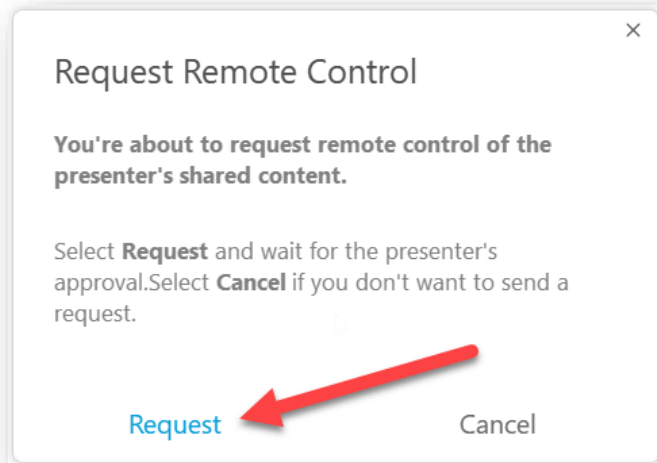 Request Remote Control
You're about to request remote control of the
presenter's shared content.
Select Request and wait for the presenter's
approval.Select Cancel if you don't want to send a
request.
Request Cancel